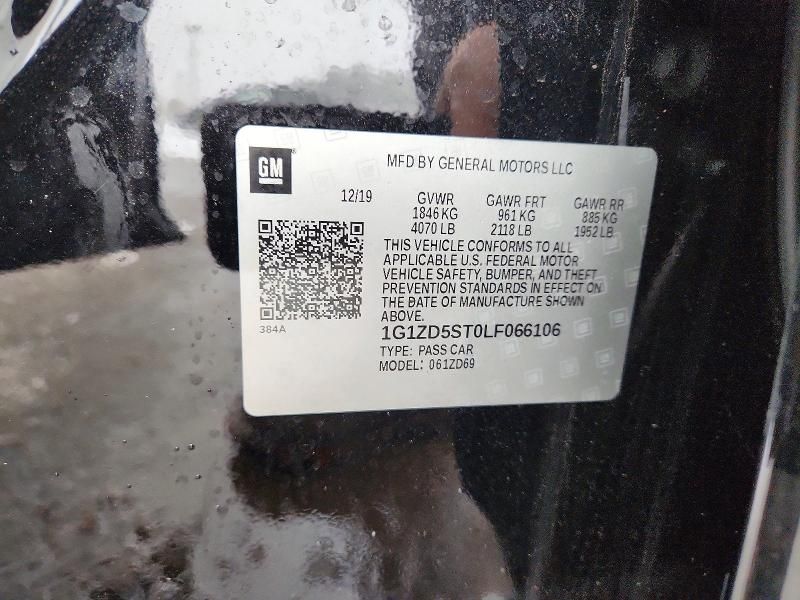 GM
MFD BY GENERAL MOTORS LLC
12/19 GVWR GAWR FRT GAWR RR
1846 KG 961 KG 885 KG
4070 LB 2118 LB 1952 LB
THIS VEHICLE CONFORMS TO ALL
APPLICABLE U.S. FEDERAL MOTOR
VEHICLE SAFETY, BUMPER, AND THEFT
PREVENTION STANDARDS IN EFFECT ON
THE DATE OF MANUFACTURE SHOWN
ABOVE.
384A
1G1ZD5ST0LF066106
TYPE: PASS CAR
MODEL: 061ZD69